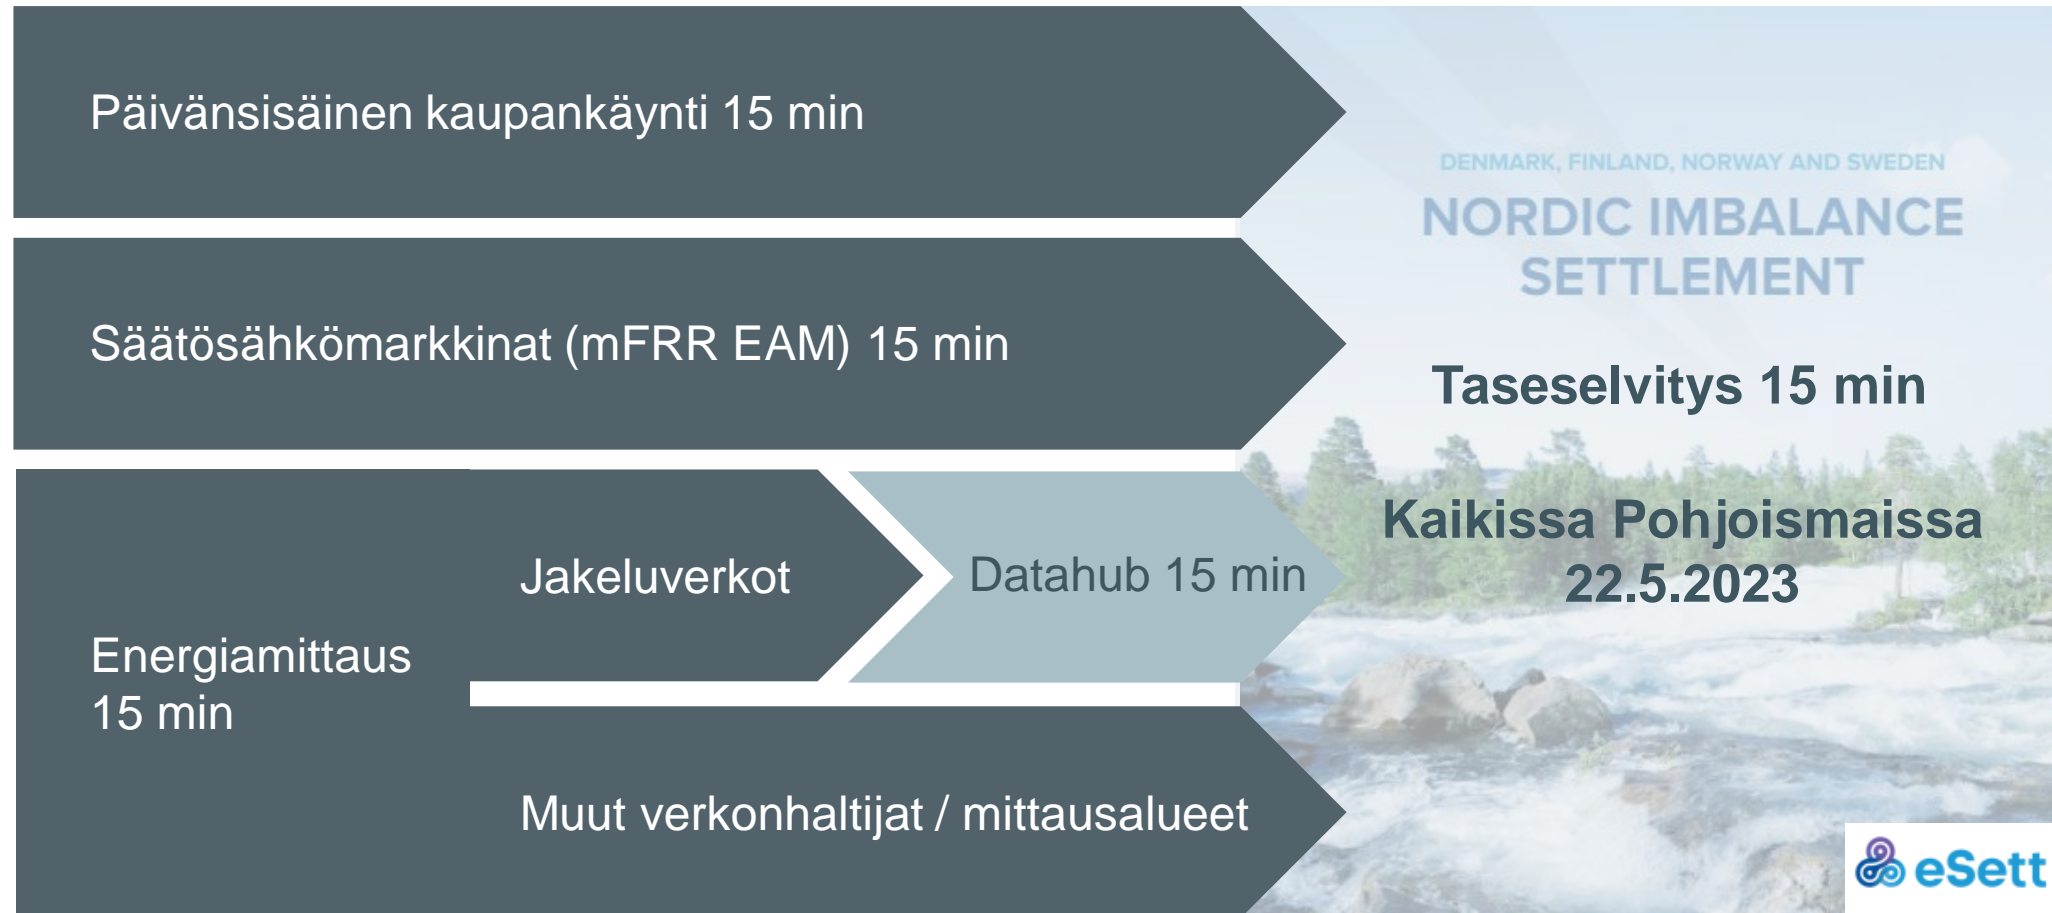 Päivänsisäinen kaupankäynti 15 min
Säätösähkömarkkinat (mFRR EAM) 15 min
Energiamittaus
15 min
Jakeluverkot
Datahub 15 min
Muut verkonhaltijat / mittausalueet
DENMARK, FINLAND, NORWAY AND SWEDEN
NORDIC IMBALANCE
SETTLEMENT
Taseselvitys 15 min
Kaikissa Pohjoismaissa
22.5.2023
eSett